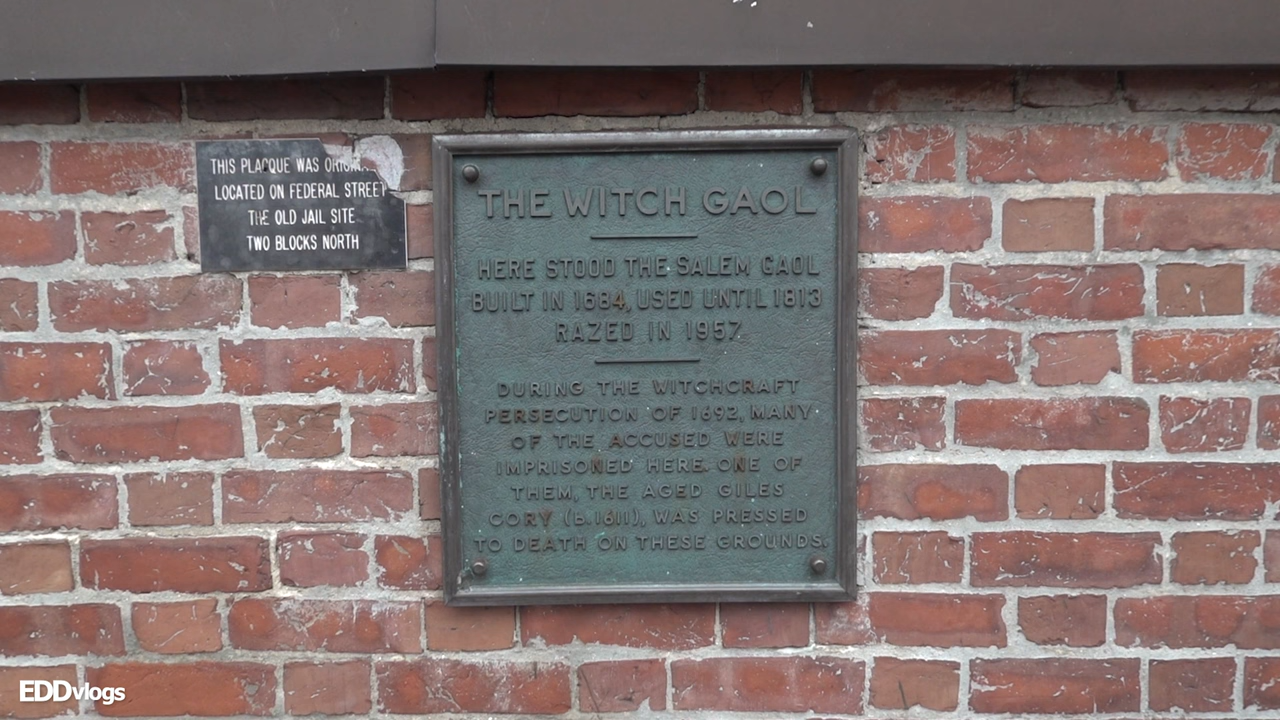 THIS PLACQUE WAS
LOCATED ON FEDERAL STREET
THE OLD JAIL SITE
TWO BLOCKS NORTH
THE WITCH GAOL
HERE STOOD THE SALEM GAOL
BUILT IN 1684, USED UNTIL 1813
RAZED IN 1957.
DURING THE WITCHCRAFT
PERSECUTION OF 1692, MANY
OF THE ACCUSED WERE
IMPRISONED HERE. ONE OF
THEM, THE AGED GILES
CORY (b.1611), WAS PRESSED
TO DEATH ON THESE GROUNDS.
EDDvlogs